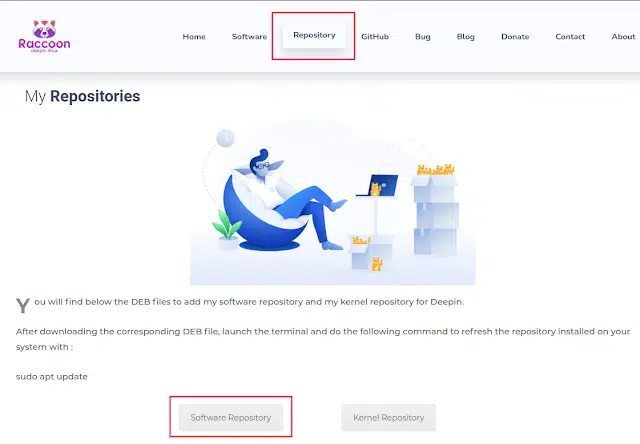 Raccoon
Deepin linux
Home Software Repository GitHub Bug Blog Donate Contact About
My Repositories
You will find below the DEB files to add my software repository and my kernel repository for Deepin.
After downloading the corresponding DEB file, launch the terminal and do the following command to refresh the repository installed on your
system with :
sudo apt update
Software Repository Kernel Repository